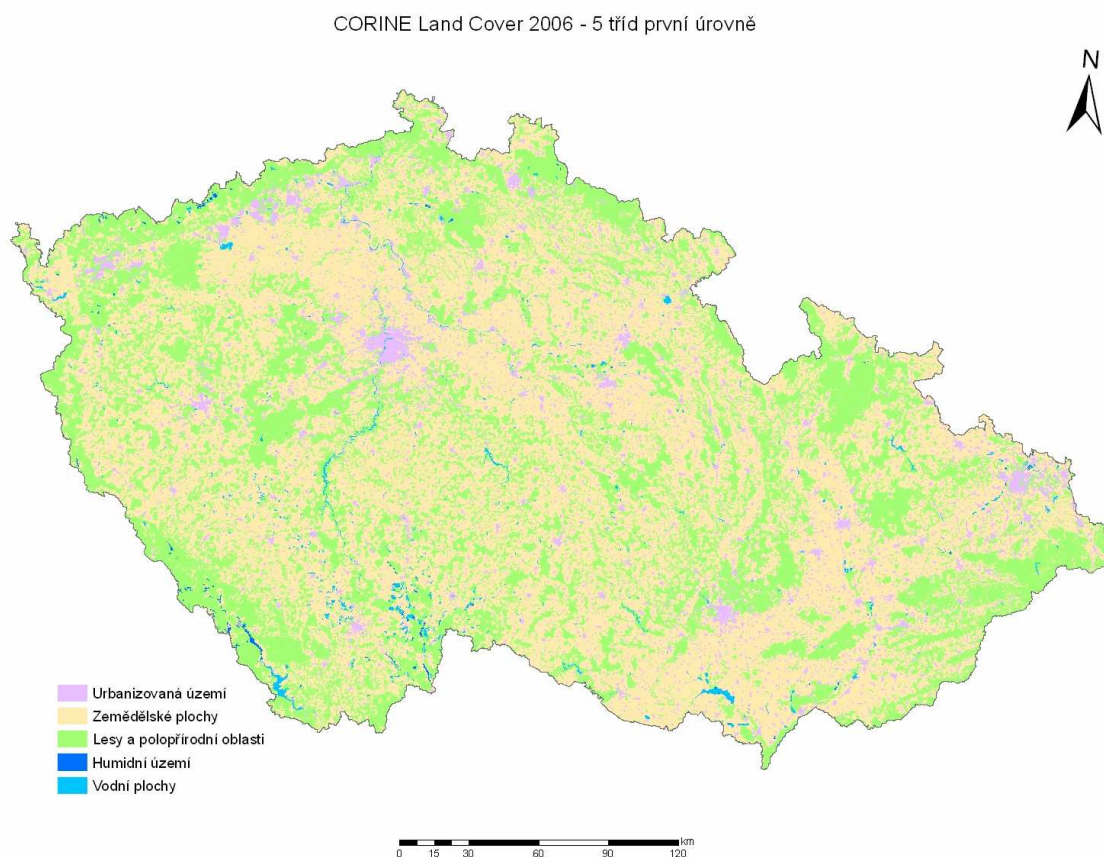 CORINE Land Cover 2006 - 5 tříd první úrovně
N
Urbanizovaná území
Zemědělské plochy
Lesy a polopřírodní oblasti
Humidní území
Vodní plochy
km
0 15 30 60 90 120